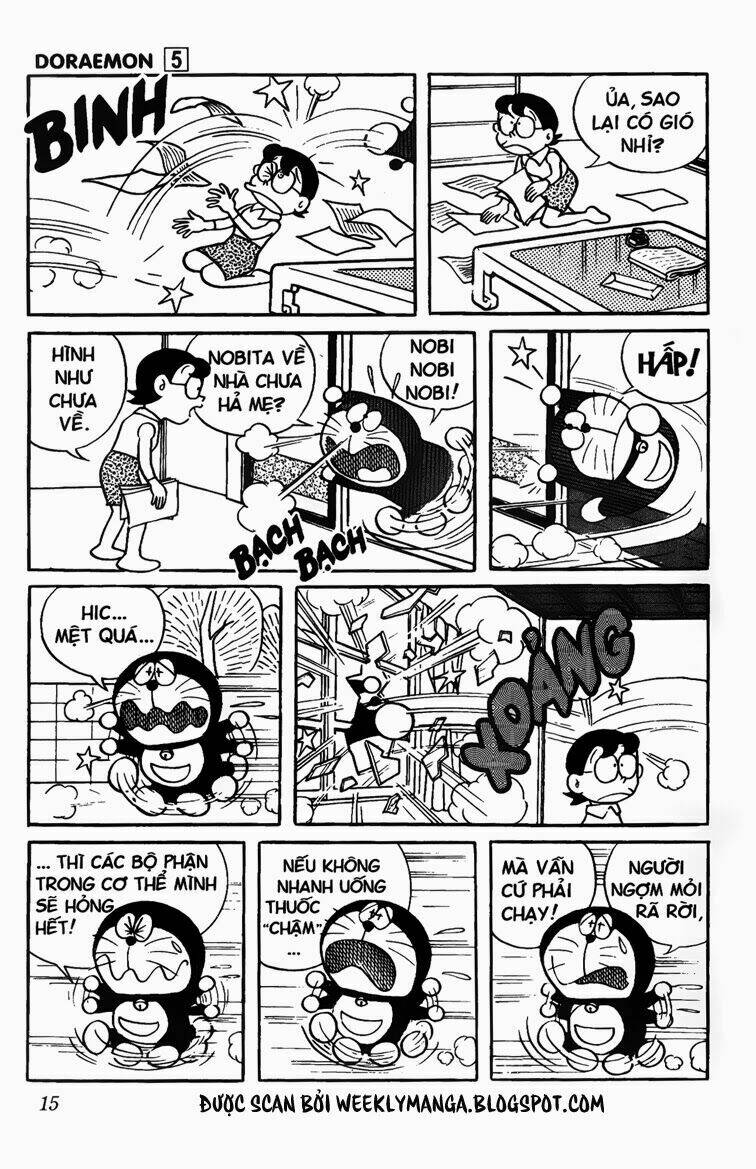 DORAEMON 5
ỦA, SAO
LẠI CÓ GIÓ
NHỈ?
BINH
HẤP!
NOBI
NOBI
NOBI!
NOBITA VỀ
NHÀ CHƯA
HẢ MẸ?
HÌNH
NHƯ
CHƯA
VỀ.
BẠCH
BẠCH
XOẢNG
HIC...
MỆT QUÁ...
NGƯỜI
NGỢM MỎI
RÃ RỜI,
MÀ VẪN
CỨ PHẢI
CHẠY!
NẾU KHÔNG
NHANH UỐNG
THUỐC
"CHẬM"
...
... THÌ CÁC BỘ PHẬN
TRONG CƠ THỂ MÌNH
SẼ HỎNG
HẾT!
15
ĐƯỢC SCAN BỞI WEEKLYMANGA.BLOGSPOT.COM